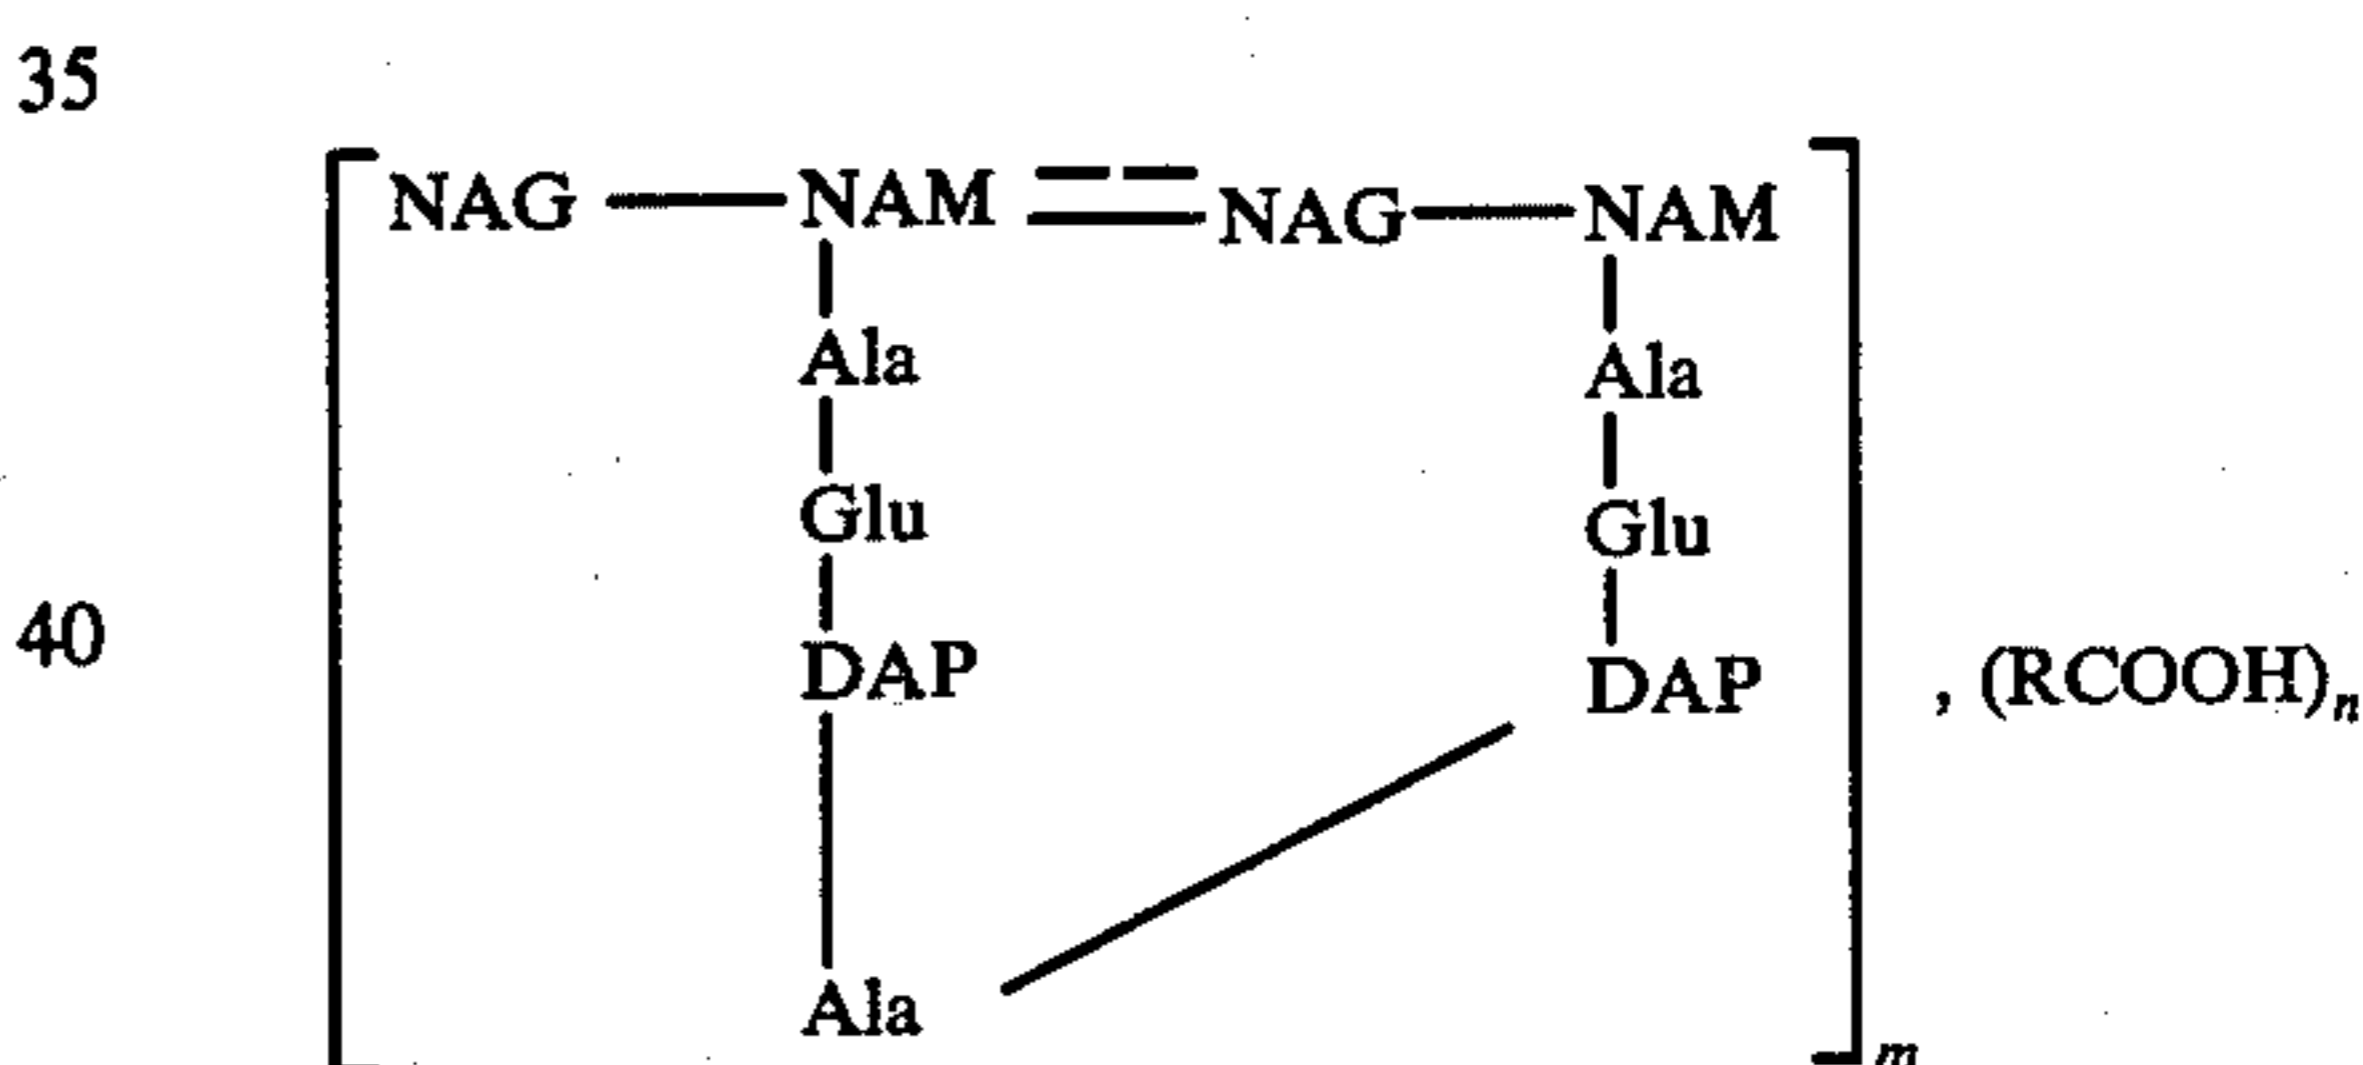 35
NAG NAM NAG NAM
Ala Ala
Glu Glu
40
DAP DAP , (RCOOH)n
Ala
m